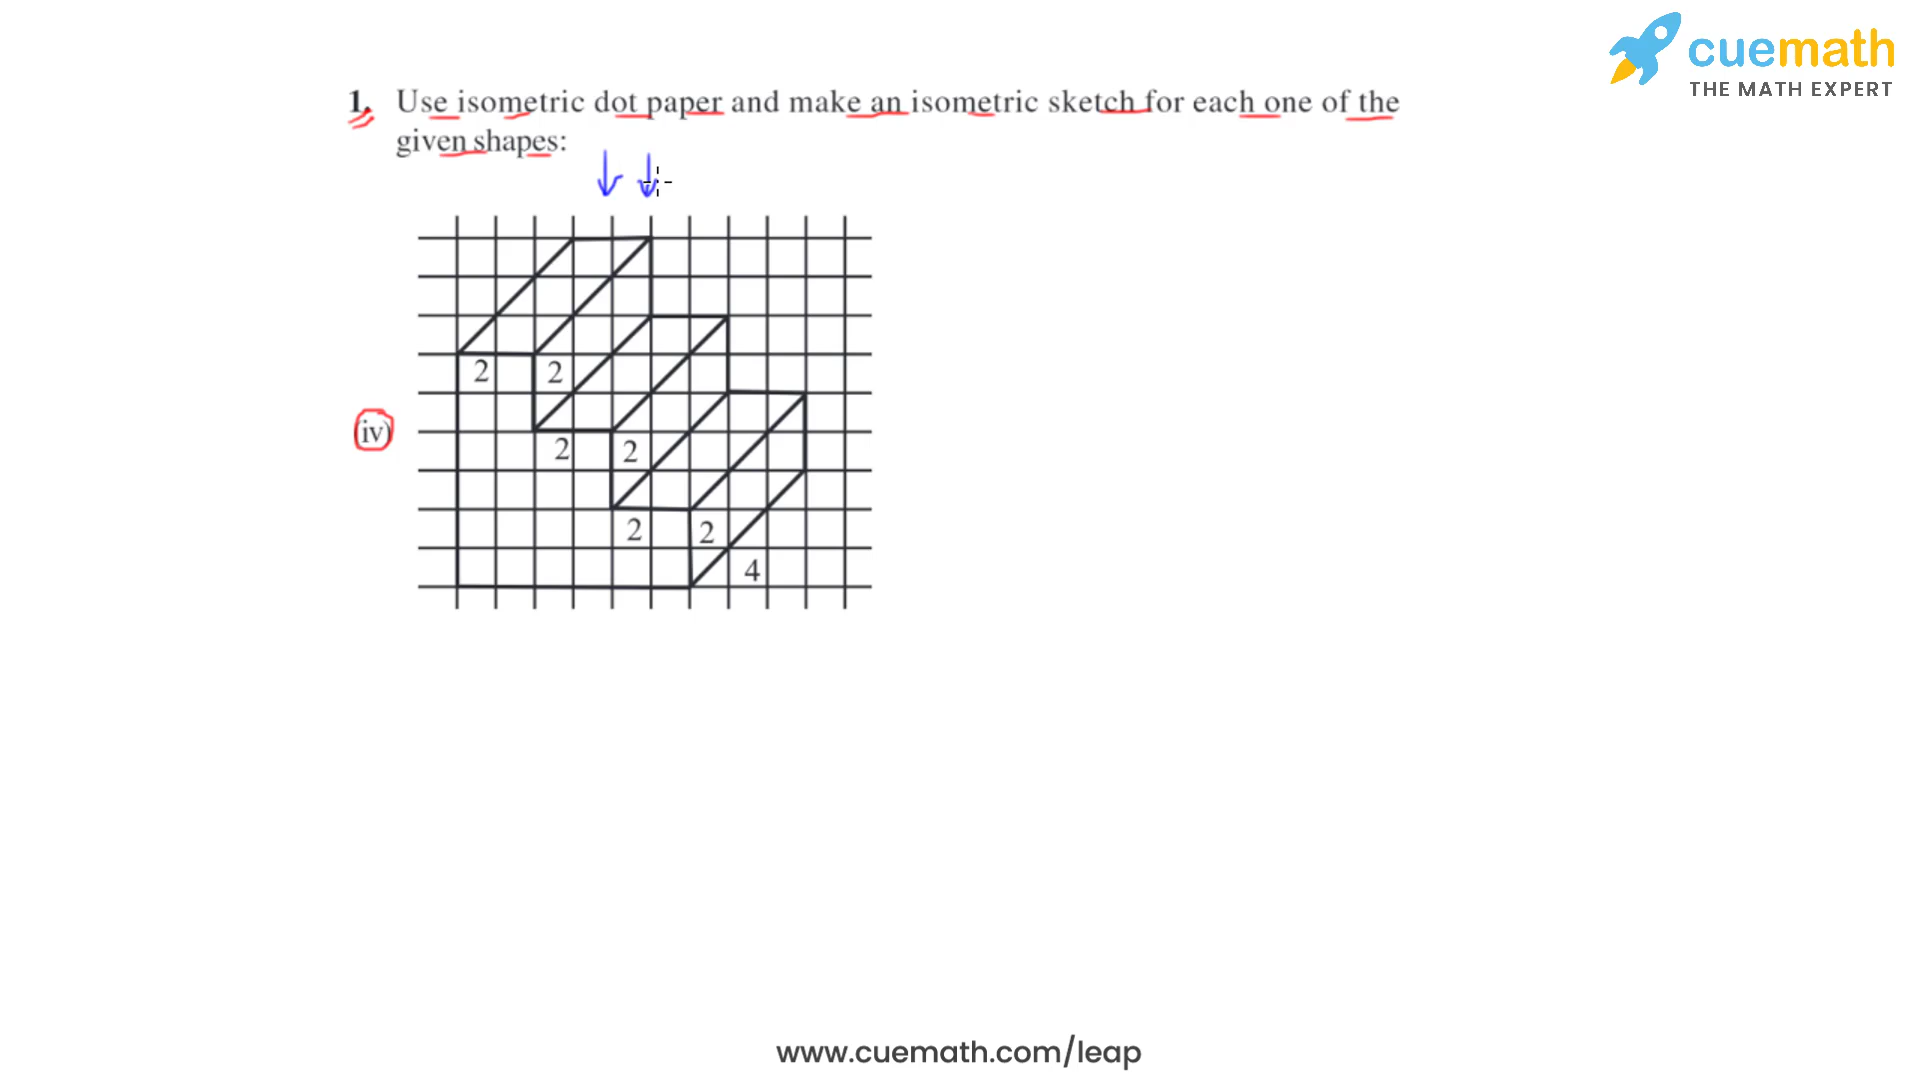 cuemath
THE MATH EXPERT
1. Use isometric dot paper and make an isometric sketch for each one of the
given shapes:
2 2
(iv)
2 2
2 2
4
www.cuemath.com/leap